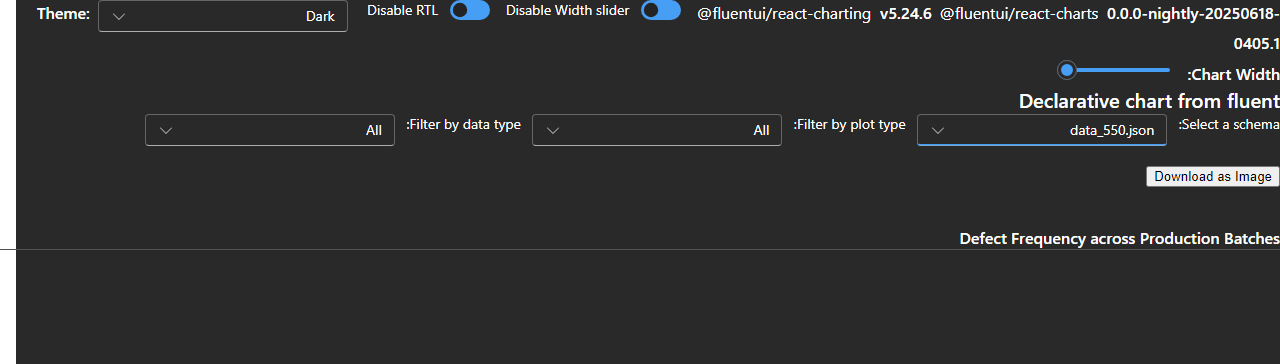 Theme: Dark Disable RTL Disable Width slider @fluentui/react-charting v5.24.6 @fluentui/react-charts 0.0.0-nightly-20250618-
0405.1
:Chart Width
Declarative chart from fluent
:Select a schema data_550.json :Filter by plot type All :Filter by data type All
Download as Image
Defect Frequency across Production Batches